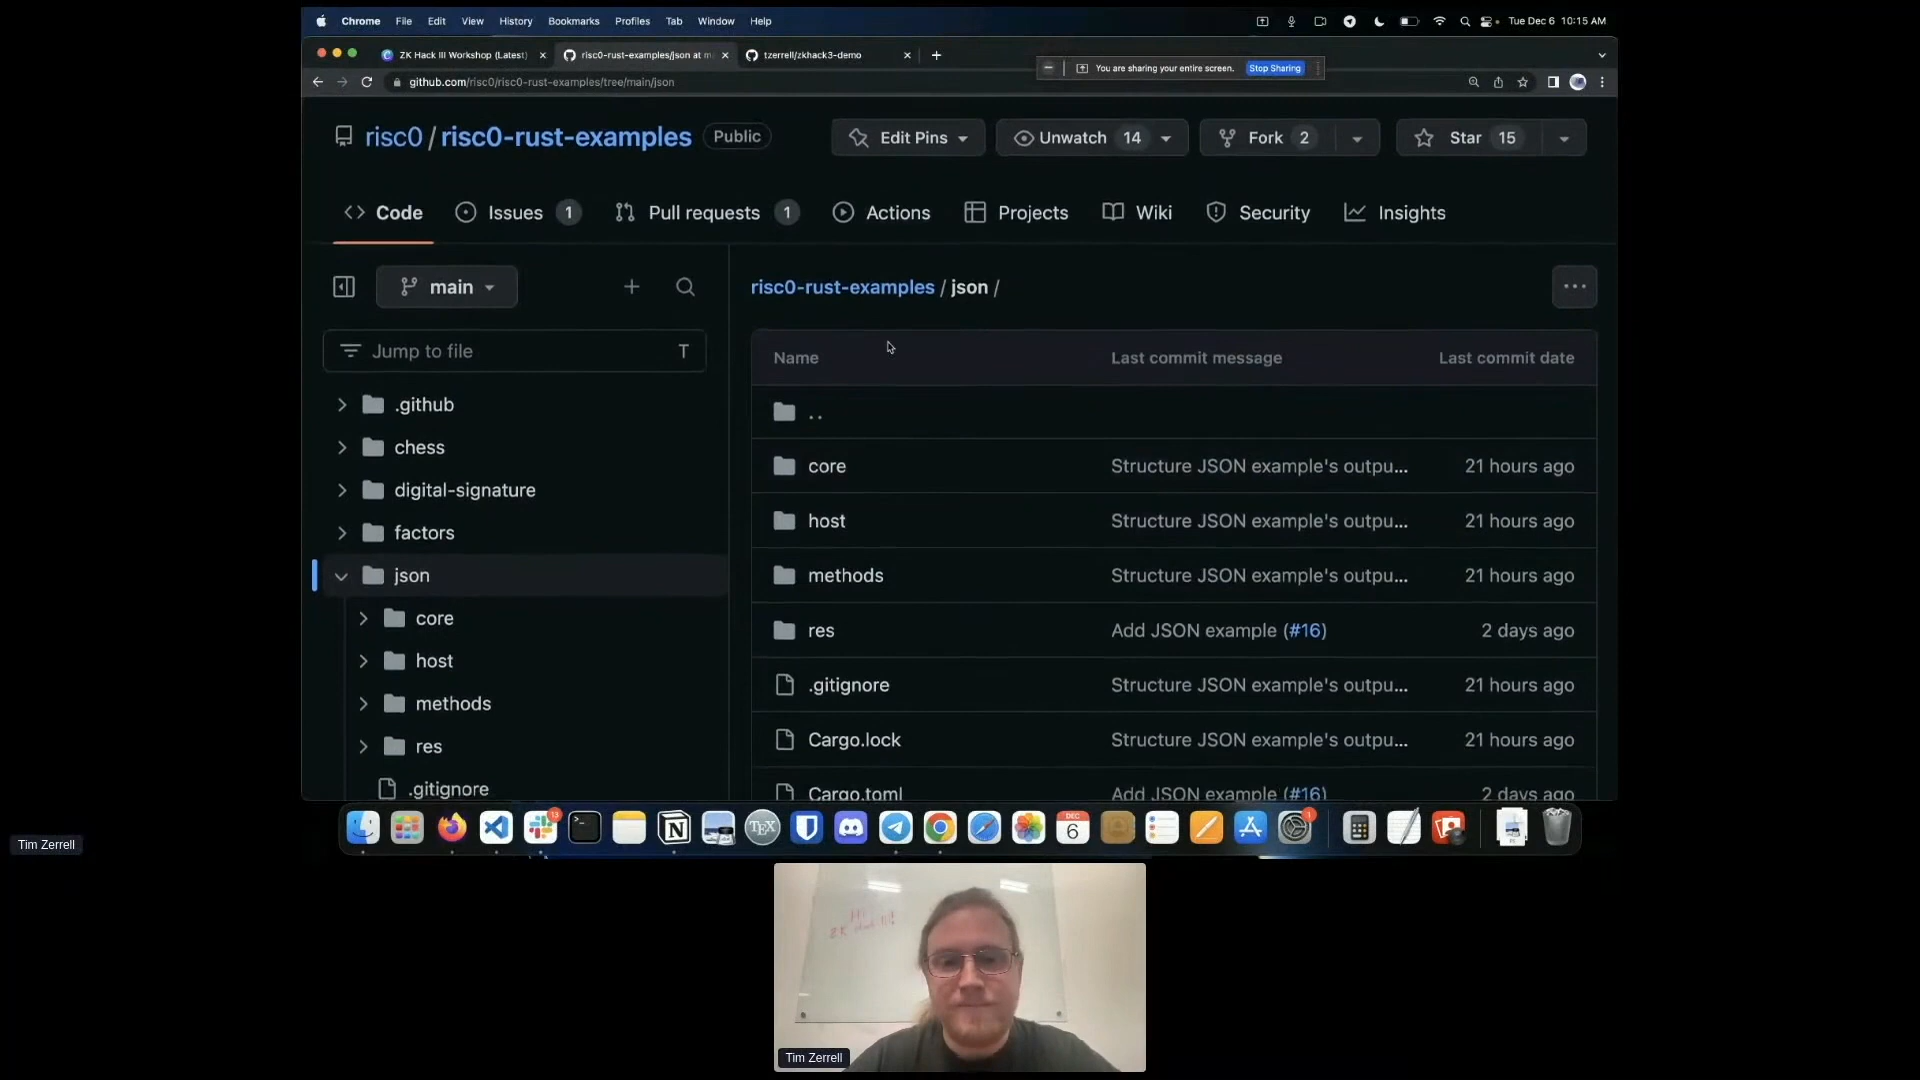 Chrome File Edit View History Bookmarks Profiles Tab Window Help Tue Dec 6 10:15 AM
ZK Hack III Workshop (Latest) risc0-rust-examples/json at m tzerrell/zkhack3-demo
You are sharing your entire screen. Stop Sharing
github.com/risc0/risc0-rust-examples/tree/main/json
risc0 / risc0-rust-examples Public Edit Pins Unwatch 14 Fork 2 Star 15
Code Issues 1 Pull requests 1 Actions Projects Wiki Security Insights
main
risc0-rust-examples / json /
Jump to file T
.github
chess
digital-signature
factors
json
core
host
methods
res
.gitignore
Name Last commit message Last commit date
..
core Structure JSON example's outpu... 21 hours ago
host Structure JSON example's outpu... 21 hours ago
methods Structure JSON example's outpu... 21 hours ago
res Add JSON example (#16) 2 days ago
.gitignore Structure JSON example's outpu... 21 hours ago
Cargo.lock Structure JSON example's outpu... 21 hours ago
Cargo.toml Add JSON example (#16) 2 days ago
13
DEC
6
1
TEX
Tim Zerrell
Tim Zerrell